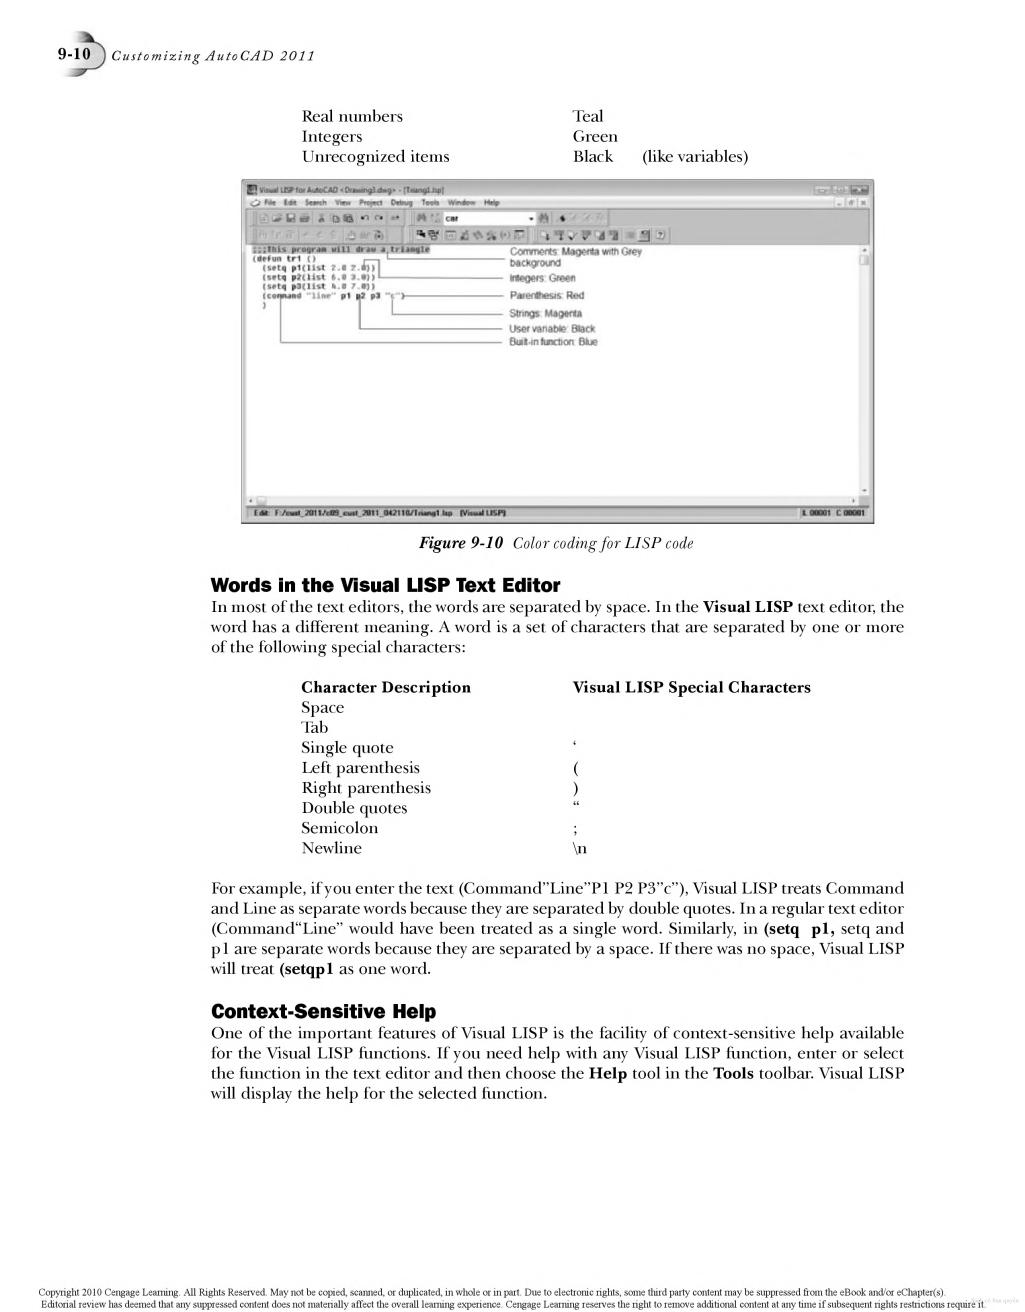 9-10 Customizing AutoCAD 2011
Real numbers Teal
Integers Green
Unrecognized items Black (like variables)
Visual LISP for AutoCAD <Drawing3.dwg> - [Triang1.lsp]
File Edit Search View Project Debug Tools Window Help
car
;;;This program will draw a triangle
(defun tr1 ()
(setq p1(list 2.0 2.0))
(setq p2(list 6.0 3.0))
(setq p3(list 4.0 7.0))
(command "line" p1 p2 p3 "c")
)
Comments: Magenta with Grey
background
Integers: Green
Parenthesis: Red
Strings: Magenta
User variable: Black
Built-in function: Blue
Edit: F:/cust_2011/c09_cust_2011_042110/Triang1.lsp (Visual LISP) L 00001 C 00001
Figure 9-10 Color coding for LISP code
Words in the Visual LISP Text Editor
In most of the text editors, the words are separated by space. In the Visual LISP text editor, the
word has a different meaning. A word is a set of characters that are separated by one or more
of the following special characters:
Character Description Visual LISP Special Characters
Space
Tab
Single quote ‘
Left parenthesis (
Right parenthesis )
Double quotes “
Semicolon ;
Newline \n
For example, if you enter the text (Command”Line”P1 P2 P3”c”), Visual LISP treats Command
and Line as separate words because they are separated by double quotes. In a regular text editor
(Command“Line” would have been treated as a single word. Similarly, in (setq p1, setq and
p1 are separate words because they are separated by a space. If there was no space, Visual LISP
will treat (setqp1 as one word.
Context-Sensitive Help
One of the important features of Visual LISP is the facility of context-sensitive help available
for the Visual LISP functions. If you need help with any Visual LISP function, enter or select
the function in the text editor and then choose the Help tool in the Tools toolbar. Visual LISP
will display the help for the selected function.
Copyright 2010 Cengage Learning. All Rights Reserved. May not be copied, scanned, or duplicated, in whole or in part. Due to electronic rights, some third party content may be suppressed from the eBook and/or eChapter(s).
Editorial review has deemed that any suppressed content does not materially affect the overall learning experience. Cengage Learning reserves the right to remove additional content at any time if subsequent rights restrictions require it.